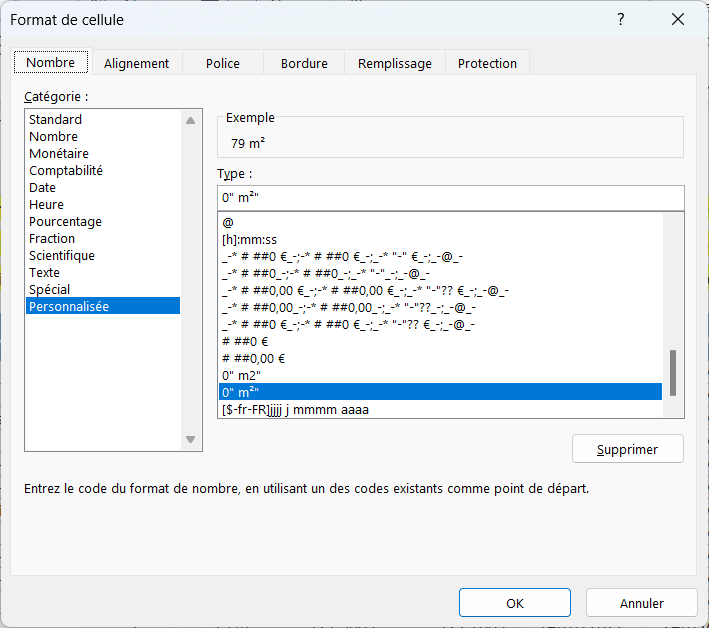 Format de cellule ? ✕
Nombre Alignement Police Bordure Remplissage Protection
Catégorie :
Standard
Nombre
Monétaire
Comptabilité
Date
Heure
Pourcentage
Fraction
Scientifique
Texte
Spécial
Personnalisée
Exemple
79 m²
Type :
0" m²"
@
[h]:mm:ss
_-* # ##0 €_-;-* # ##0 €_-;_-* "-" €_-;_-@_-
_-* # ##0_-;-* # ##0_-;_-* "-"_-;_-@_-
_-* # ##0,00 €_-;-* # ##0,00 €_-;_-* "-"?? €_-;_-@_-
_-* # ##0,00_-;-* # ##0,00_-;_-* "-"??_-;_-@_-
_-* # ##0 €_-;-* # ##0 €_-;_-* "-"?? €_-;_-@_-
# ##0 €
# ##0,00 €
0" m2"
0" m²"
[$-fr-FR]jjjj j mmmm aaaa
Supprimer
Entrez le code du format de nombre, en utilisant un des codes existants comme point de départ.
OK Annuler